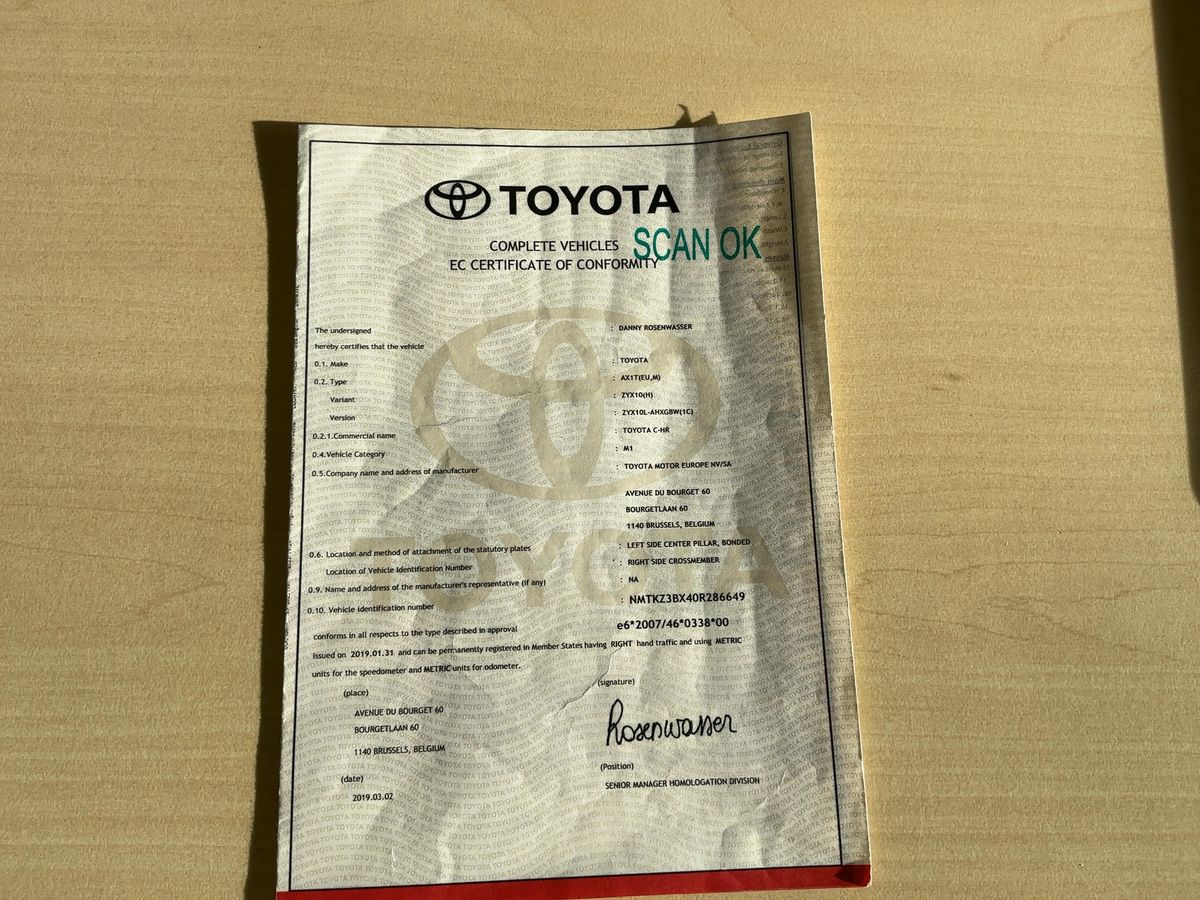 TOYOTA
COMPLETE VEHICLES
SCAN OK
EC CERTIFICATE OF CONFORMITY
The undersigned : DANNY ROSENWASSER
hereby certifies that the vehicle
0.1. Make : TOYOTA
0.2. Type : AX1T(EU,M)
Variant : ZYX10(H)
Version : ZYX10L-AHXGBW(1C)
0.2.1.Commercial name : TOYOTA C-HR
0.4.Vehicle Category : M1
0.5.Company name and address of manufacturer : TOYOTA MOTOR EUROPE NV/SA
AVENUE DU BOURGET 60
BOURGETLAAN 60
1140 BRUSSELS, BELGIUM
0.6. Location and method of attachment of the statutory plates : LEFT SIDE CENTER PILLAR, BONDED
Location of Vehicle Identification Number : RIGHT SIDE CROSSMEMBER
0.9. Name and address of the manufacturer's representative (if any) : NA
0.10. Vehicle identification number : NMTKZ3BX40R286649
conforms in all respects to the type described in approval e6*2007/46*0338*00
issued on 2019.01.31 and can be permanently registered in Member States having RIGHT hand traffic and using METRIC
units for the speedometer and METRIC units for odometer.
(place) (signature)
AVENUE DU BOURGET 60
BOURGETLAAN 60
Rosenwasser
1140 BRUSSELS, BELGIUM
(Position)
(date) SENIOR MANAGER HOMOLOGATION DIVISION
2019.03.02
TOYOTA